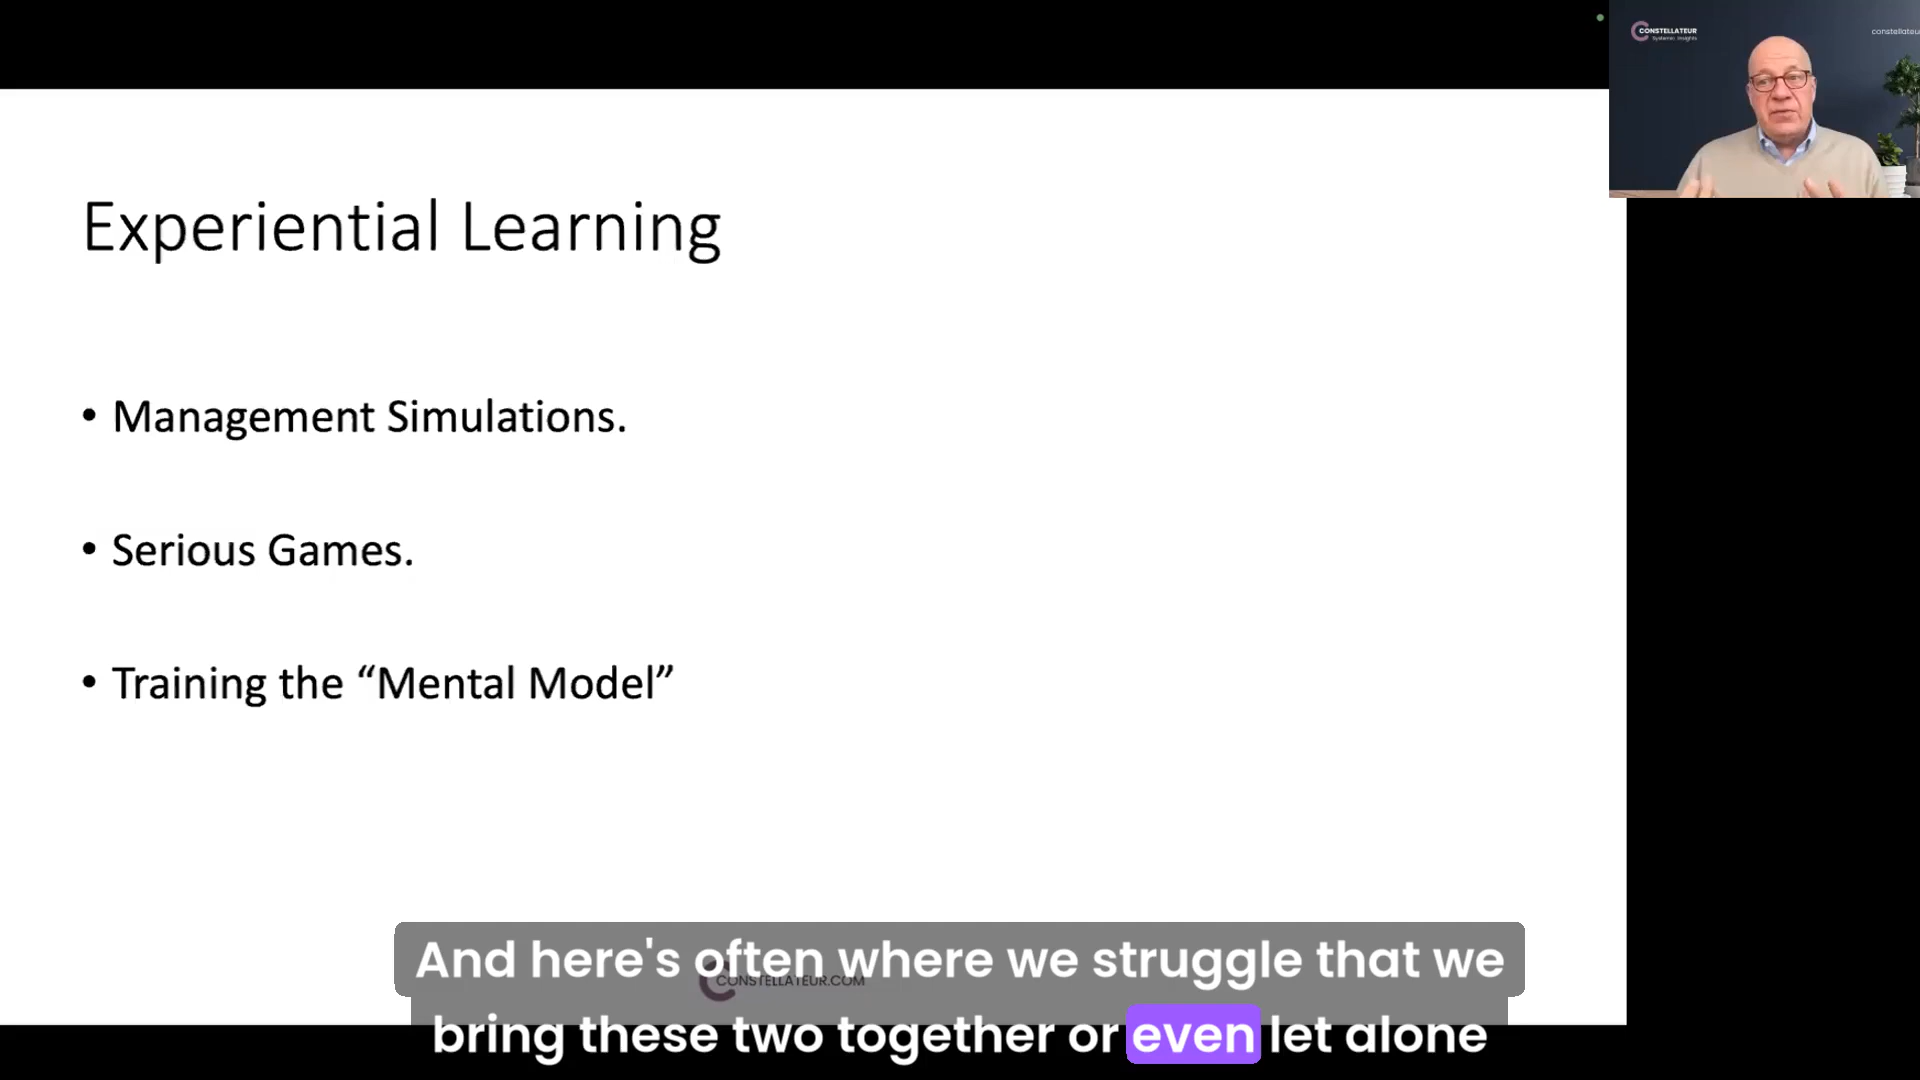 CONSTELLATEUR
Systemic Insights
constellateu
Experiential Learning
• Management Simulations.
• Serious Games.
• Training the “Mental Model”
CONSTELLATEUR.COM
And here's often where we struggle that we
bring these two together or even let alone